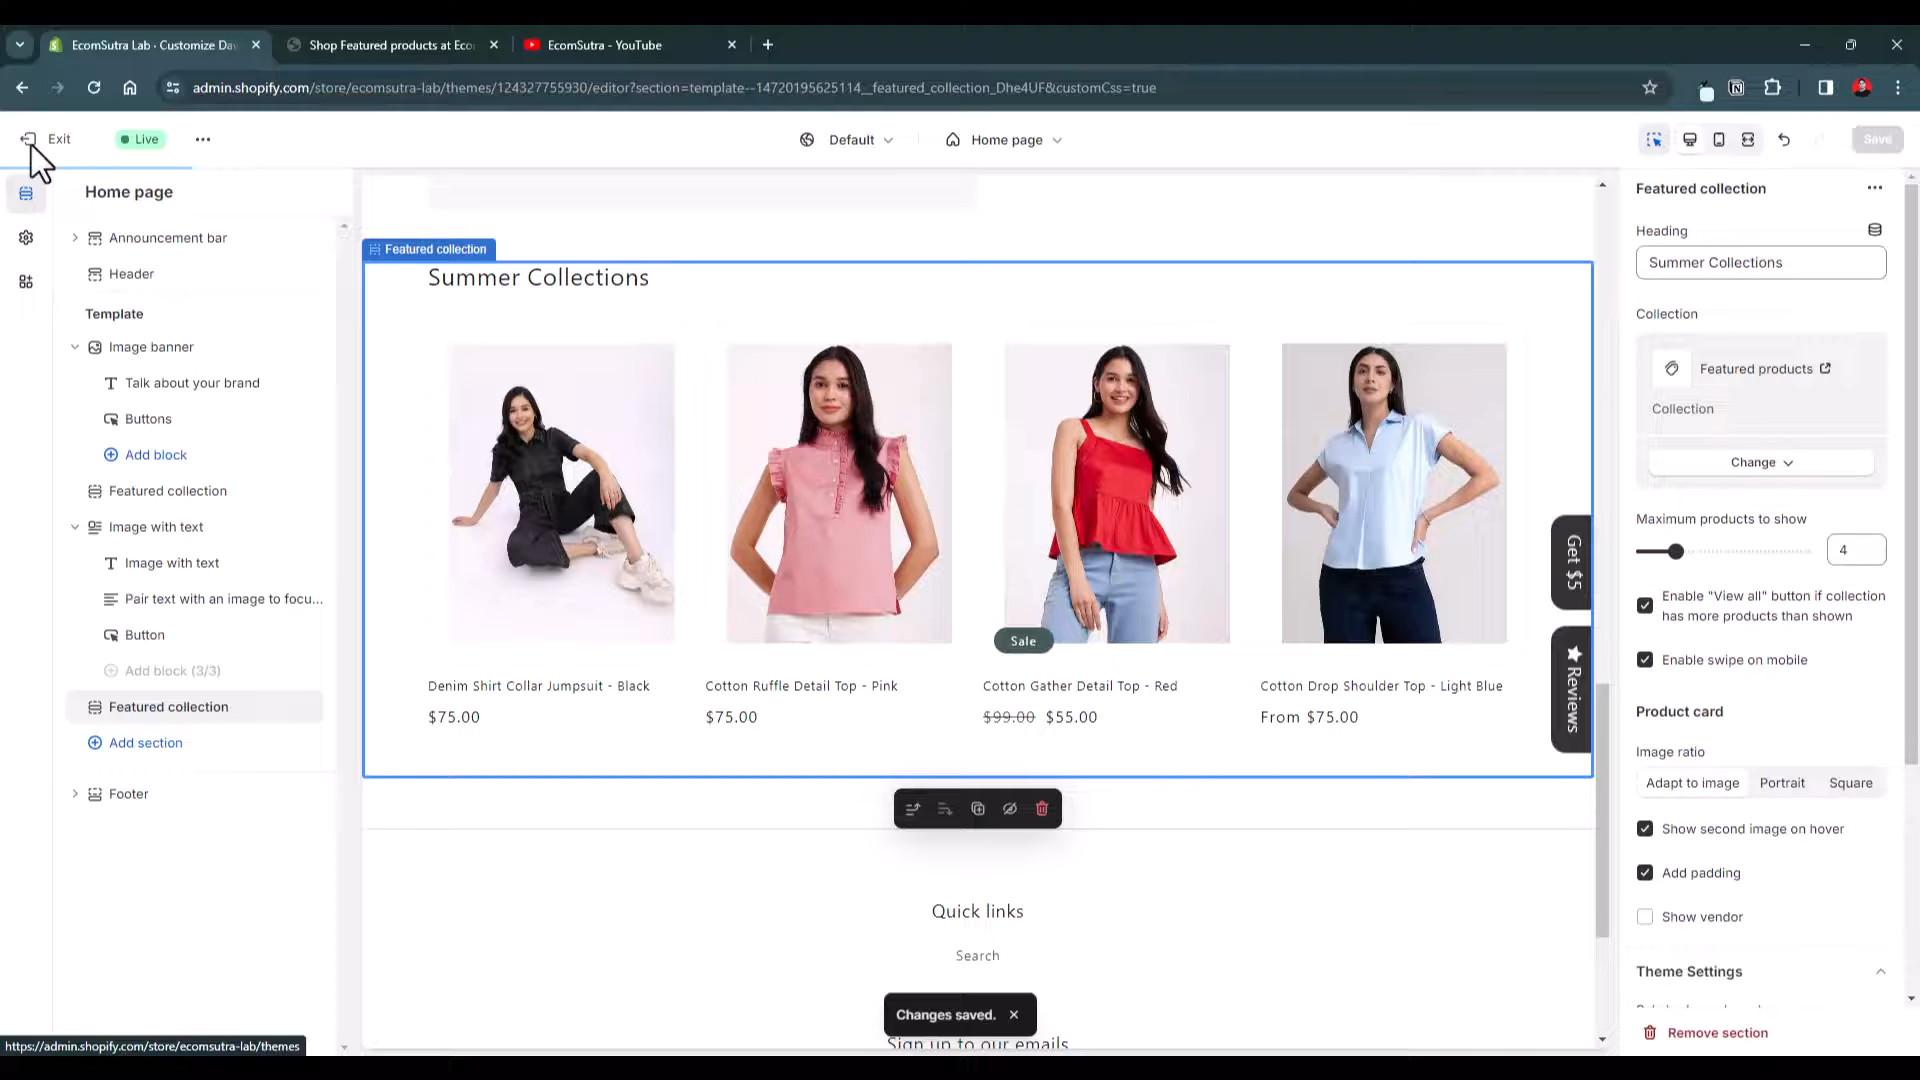 EcomSutra Lab · Customize Da
Shop Featured products at Eco
EcomSutra - YouTube
admin.shopify.com/store/ecomsutra-lab/themes/124327755930/editor?section=template--14720195625114__featured_collection_Dhe4UF&customCss=true
Exit
Live
Default
Home page
Save
Home page
Announcement bar
Header
Template
Image banner
Talk about your brand
Buttons
Add block
Featured collection
Image with text
Image with text
Pair text with an image to focu...
Button
Add block (3/3)
Featured collection
Add section
Footer
https://admin.shopify.com/store/ecomsutra-lab/themes
Featured collection
Summer Collections
Sale
Denim Shirt Collar Jumpsuit - Black
Cotton Ruffle Detail Top - Pink
Cotton Gather Detail Top - Red
Cotton Drop Shoulder Top - Light Blue
$75.00
$75.00
$99.00 $55.00
From $75.00
Get $5
★ Reviews
Quick links
Search
Changes saved.
Sign up to our emails
Featured collection
Heading
Summer Collections
Collection
Featured products
Collection
Change
Maximum products to show
4
Enable "View all" button if collection
has more products than shown
Enable swipe on mobile
Product card
Image ratio
Adapt to image
Portrait
Square
Show second image on hover
Add padding
Show vendor
Theme Settings
Remove section